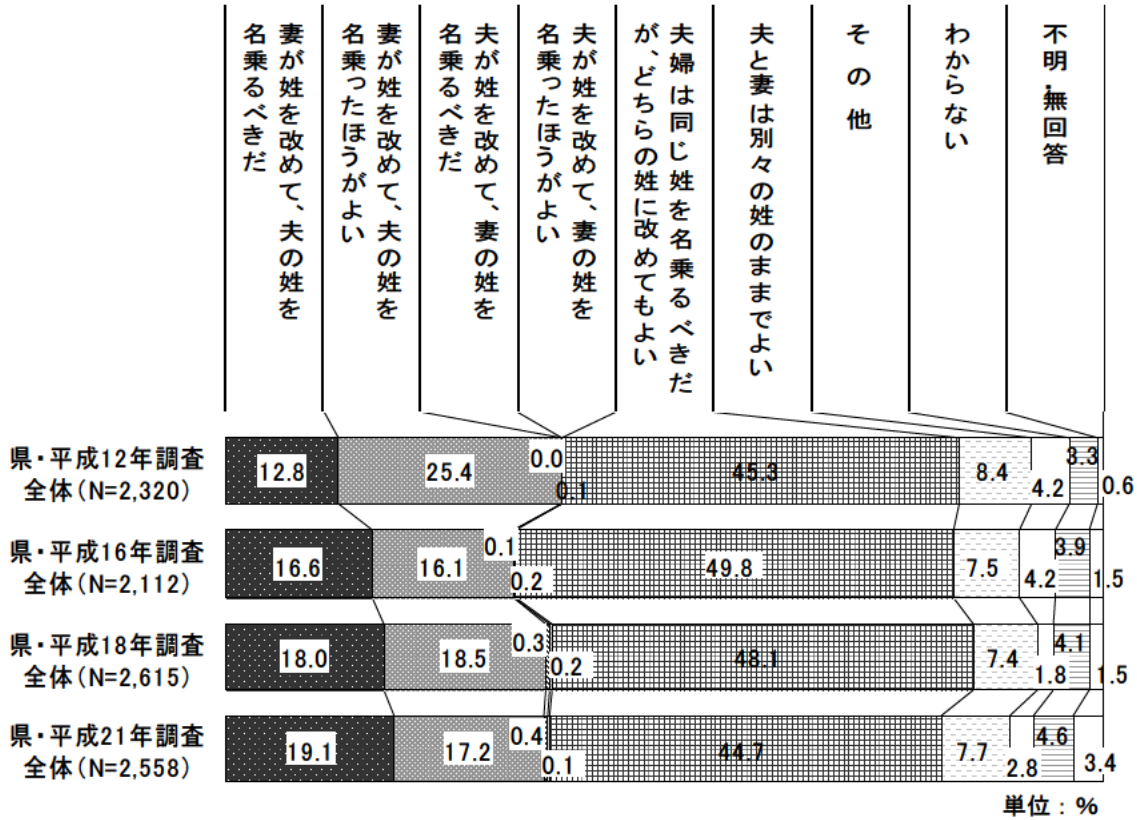 妻が姓を改めて、夫の姓を
名乗るべきだ
妻が姓を改めて、夫の姓を
名乗ったほうがよい
夫が姓を改めて、妻の姓を
名乗るべきだ
夫が姓を改めて、妻の姓を
名乗ったほうがよい
夫婦は同じ姓を名乗るべきだ
が、どちらの姓に改めてもよい
夫と妻は別々の姓のままでよい
その他
わからない
不明・無回答
県・平成12年調査
全体(N=2,320)
12.8 25.4 0.0 0.1 45.3 8.4 4.2 3.3 0.6
県・平成16年調査
全体(N=2,112)
16.6 16.1 0.1 0.2 49.8 7.5 4.2 3.9 1.5
県・平成18年調査
全体(N=2,615)
18.0 18.5 0.3 0.2 48.1 7.4 1.8 4.1 1.5
県・平成21年調査
全体(N=2,558)
19.1 17.2 0.4 0.1 44.7 7.7 2.8 4.6 3.4
単位：%